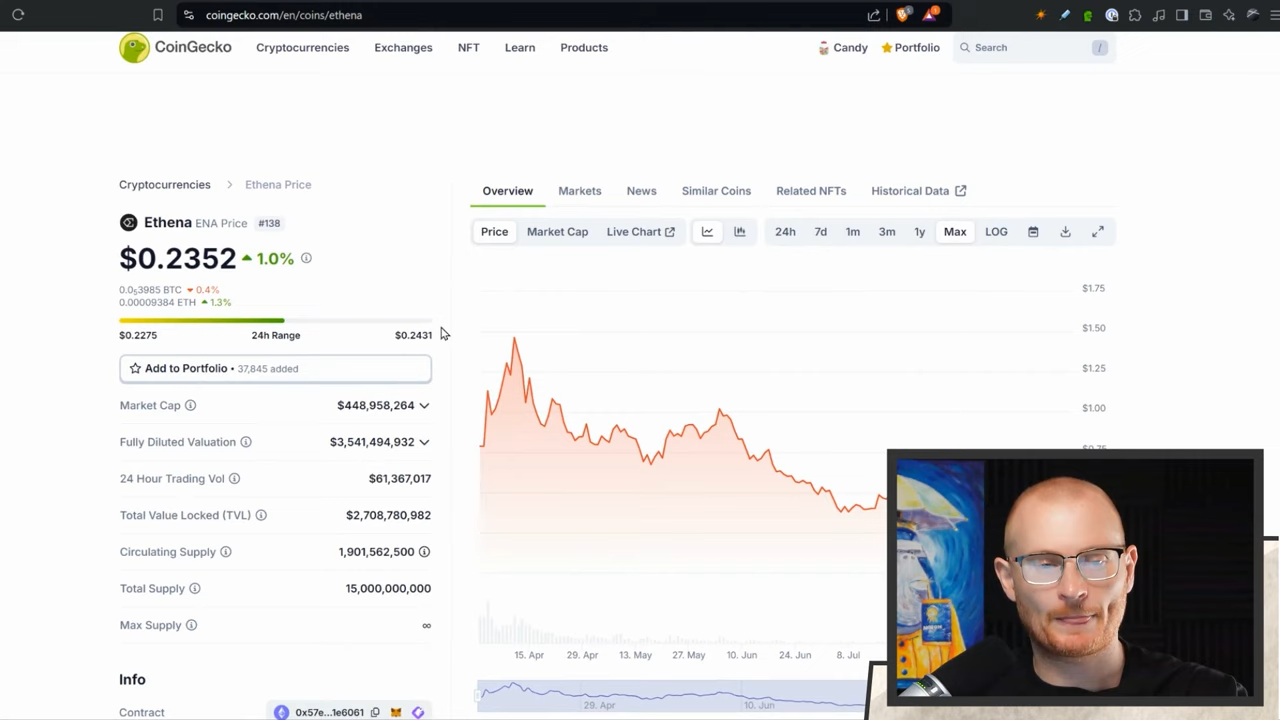 coingecko.com/en/coins/ethena
CoinGecko Cryptocurrencies Exchanges NFT Learn Products Candy Portfolio Search /
Cryptocurrencies > Ethena Price
Overview Markets News Similar Coins Related NFTs Historical Data
Ethena ENA Price #138
Price Market Cap Live Chart 24h 7d 1m 3m 1y Max LOG
$0.2352 1.0%
0.0₅3985 BTC 0.4%
0.00009384 ETH 1.3%
$0.2275 24h Range $0.2431
Add to Portfolio • 37,845 added
Market Cap $448,958,264
Fully Diluted Valuation $3,541,494,932
24 Hour Trading Vol $61,367,017
Total Value Locked (TVL) $2,708,780,982
Circulating Supply 1,901,562,500
Total Supply 15,000,000,000
Max Supply ∞
Info
Contract 0x57e...1e6061
$1.75
$1.50
$1.25
$1.00
$0.75
15. Apr 29. Apr 13. May 27. May 10. Jun 24. Jun 8. Jul
29. Apr 10. Jun